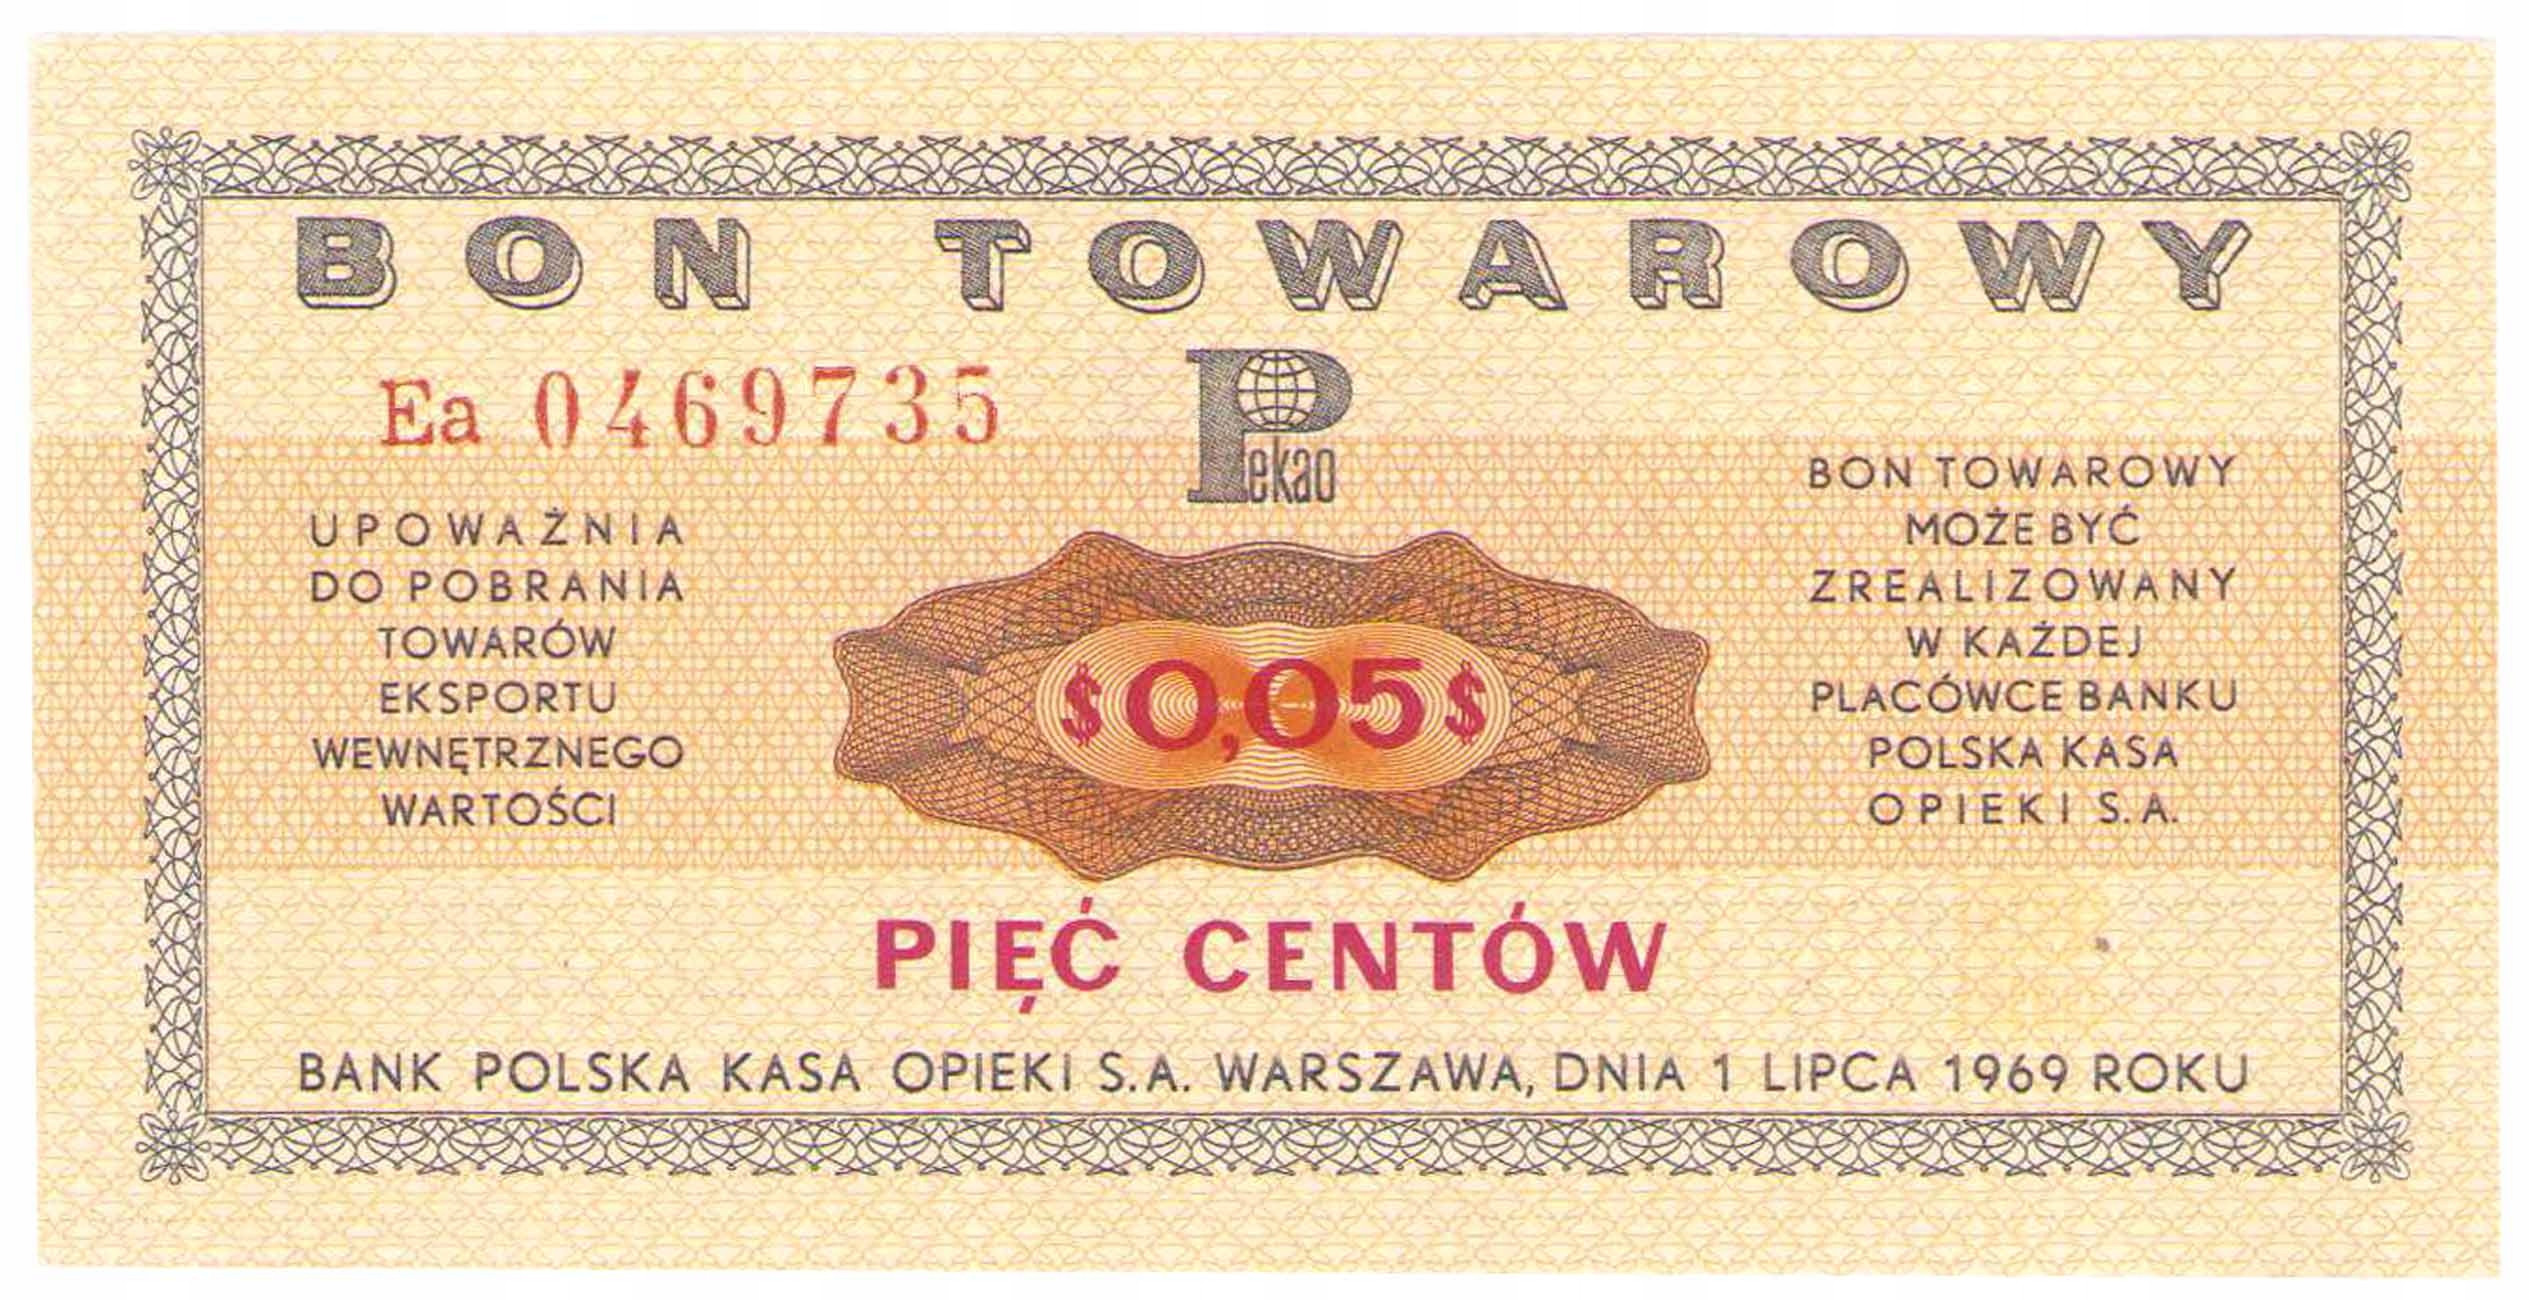 BON TOWAROWY
Ea 0469735
Pekao
UPOWAŻNIA
DO POBRANIA
TOWARÓW
EKSPORTU
WEWNĘTRZNEGO
WARTOŚCI
$0,05$
BON TOWAROWY
MOŻE BYĆ
ZREALIZOWANY
W KAŻDEJ
PLACÓWCE BANKU
POLSKA KASA
OPIEKI S.A.
PIĘĆ CENTÓW
BANK POLSKA KASA OPIEKI S.A. WARSZAWA, DNIA 1 LIPCA 1969 ROKU